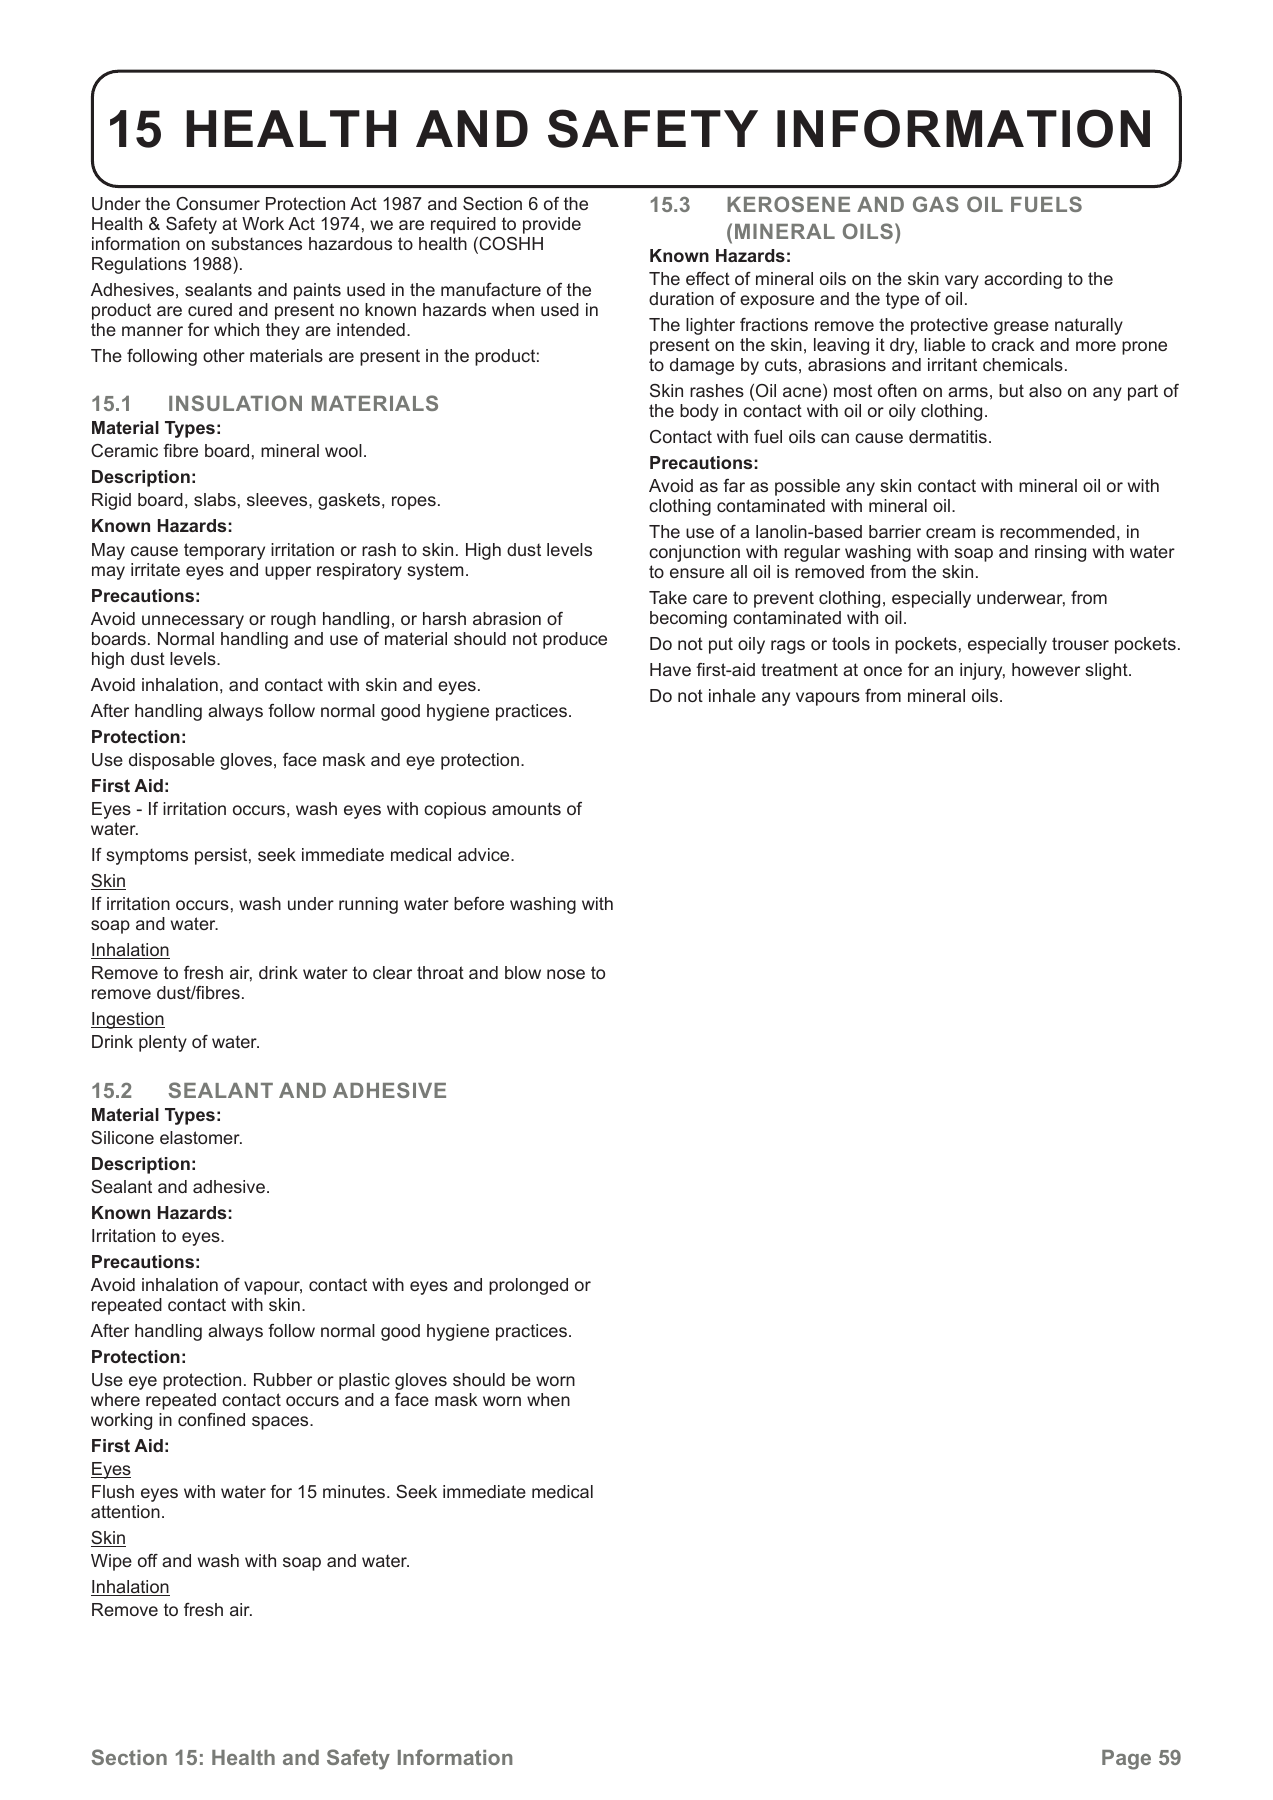 15 HEALTH AND SAFETY INFORMATION
Under the Consumer Protection Act 1987 and Section 6 of the
Health & Safety at Work Act 1974, we are required to provide
information on substances hazardous to health (COSHH
Regulations 1988).
Adhesives, sealants and paints used in the manufacture of the
product are cured and present no known hazards when used in
the manner for which they are intended.
The following other materials are present in the product:
15.1 INSULATION MATERIALS
Material Types:
Ceramic fibre board, mineral wool.
Description:
Rigid board, slabs, sleeves, gaskets, ropes.
Known Hazards:
May cause temporary irritation or rash to skin. High dust levels
may irritate eyes and upper respiratory system.
Precautions:
Avoid unnecessary or rough handling, or harsh abrasion of
boards. Normal handling and use of material should not produce
high dust levels.
Avoid inhalation, and contact with skin and eyes.
After handling always follow normal good hygiene practices.
Protection:
Use disposable gloves, face mask and eye protection.
First Aid:
Eyes - If irritation occurs, wash eyes with copious amounts of
water.
If symptoms persist, seek immediate medical advice.
Skin
If irritation occurs, wash under running water before washing with
soap and water.
Inhalation
Remove to fresh air, drink water to clear throat and blow nose to
remove dust/fibres.
Ingestion
Drink plenty of water.
15.2 SEALANT AND ADHESIVE
Material Types:
Silicone elastomer.
Description:
Sealant and adhesive.
Known Hazards:
Irritation to eyes.
Precautions:
Avoid inhalation of vapour, contact with eyes and prolonged or
repeated contact with skin.
After handling always follow normal good hygiene practices.
Protection:
Use eye protection. Rubber or plastic gloves should be worn
where repeated contact occurs and a face mask worn when
working in confined spaces.
First Aid:
Eyes
Flush eyes with water for 15 minutes. Seek immediate medical
attention.
Skin
Wipe off and wash with soap and water.
Inhalation
Remove to fresh air.
15.3 KEROSENE AND GAS OIL FUELS
(MINERAL OILS)
Known Hazards:
The effect of mineral oils on the skin vary according to the
duration of exposure and the type of oil.
The lighter fractions remove the protective grease naturally
present on the skin, leaving it dry, liable to crack and more prone
to damage by cuts, abrasions and irritant chemicals.
Skin rashes (Oil acne) most often on arms, but also on any part of
the body in contact with oil or oily clothing.
Contact with fuel oils can cause dermatitis.
Precautions:
Avoid as far as possible any skin contact with mineral oil or with
clothing contaminated with mineral oil.
The use of a lanolin-based barrier cream is recommended, in
conjunction with regular washing with soap and rinsing with water
to ensure all oil is removed from the skin.
Take care to prevent clothing, especially underwear, from
becoming contaminated with oil.
Do not put oily rags or tools in pockets, especially trouser pockets.
Have first-aid treatment at once for an injury, however slight.
Do not inhale any vapours from mineral oils.
Section 15: Health and Safety Information
Page 59